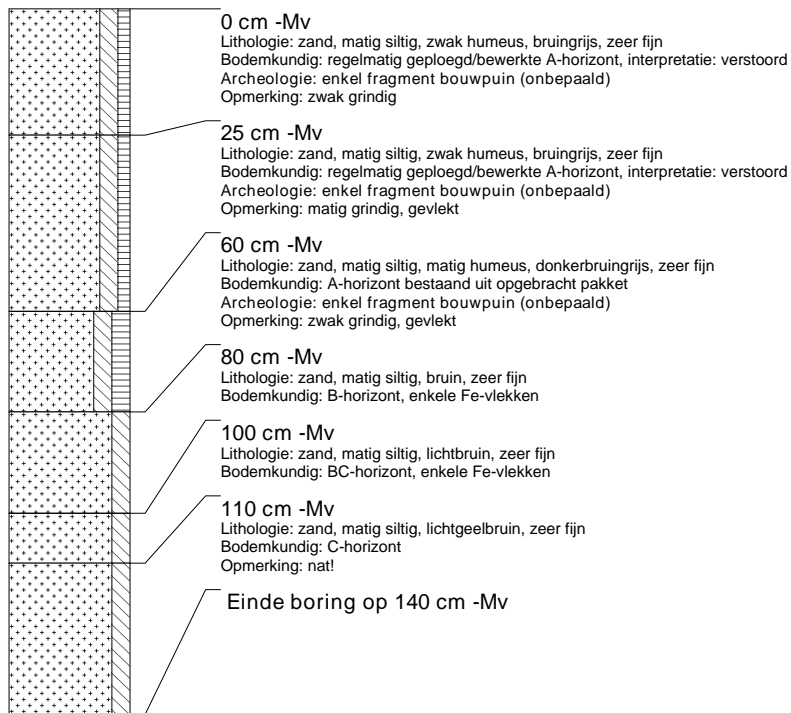 0 cm -Mv
Lithologie: zand, matig siltig, zwak humeus, bruingrijs, zeer fijn
Bodemkundig: regelmatig geploegd/bewerkte A-horizont, interpretatie: verstoord
Archeologie: enkel fragment bouwpuin (onbepaald)
Opmerking: zwak grindig
25 cm -Mv
Lithologie: zand, matig siltig, zwak humeus, bruingrijs, zeer fijn
Bodemkundig: regelmatig geploegd/bewerkte A-horizont, interpretatie: verstoord
Archeologie: enkel fragment bouwpuin (onbepaald)
Opmerking: matig grindig, gevlekt
60 cm -Mv
Lithologie: zand, matig siltig, matig humeus, donkerbruingrijs, zeer fijn
Bodemkundig: A-horizont bestaand uit opgebracht pakket
Archeologie: enkel fragment bouwpuin (onbepaald)
Opmerking: zwak grindig, gevlekt
80 cm -Mv
Lithologie: zand, matig siltig, bruin, zeer fijn
Bodemkundig: B-horizont, enkele Fe-vlekken
100 cm -Mv
Lithologie: zand, matig siltig, lichtbruin, zeer fijn
Bodemkundig: BC-horizont, enkele Fe-vlekken
110 cm -Mv
Lithologie: zand, matig siltig, lichtgeelbruin, zeer fijn
Bodemkundig: C-horizont
Opmerking: nat!
Einde boring op 140 cm -Mv